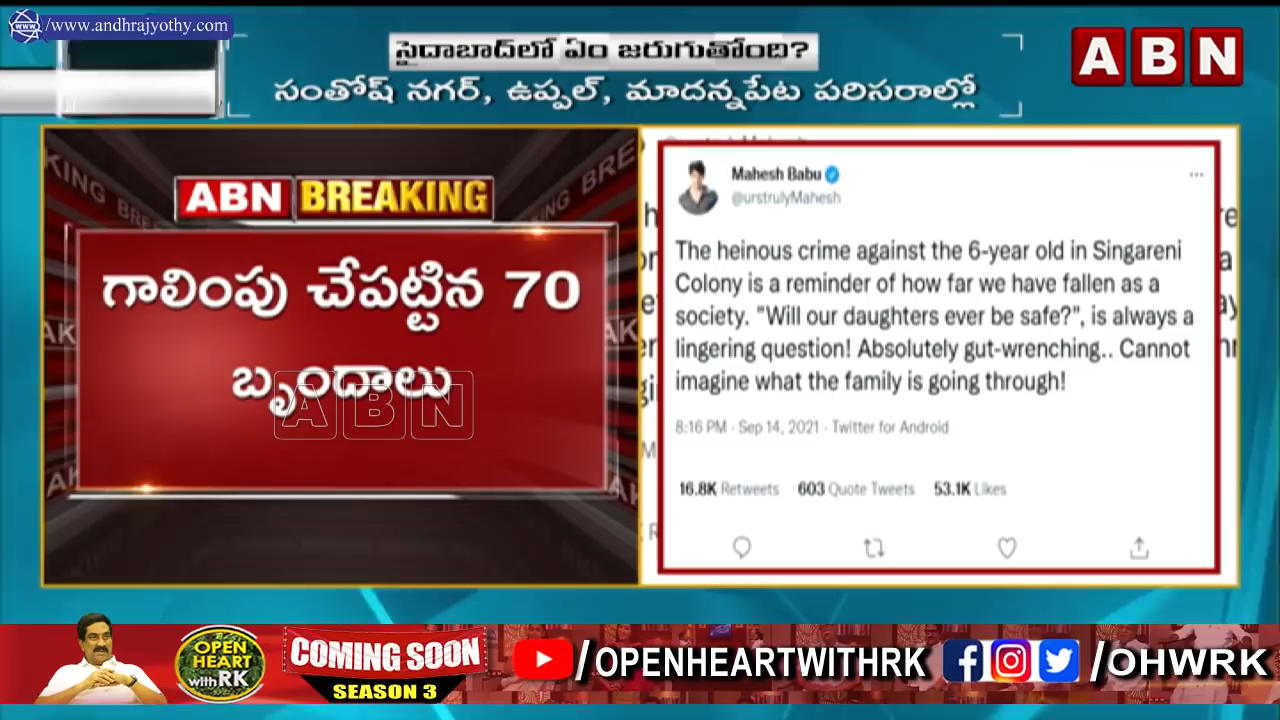 /www.andhrajyothy.com
సైదాబాద్‌లో ఏం జరుగుతోంది?
సంతోష్ నగర్, ఉప్పల్, మాదన్నపేట పరిసరాల్లో
ABN
ABN BREAKING
గాలింపు చేపట్టిన 70
బృందాలు
ABN
Mahesh Babu
@urstrulyMahesh
The heinous crime against the 6-year old in Singareni
Colony is a reminder of how far we have fallen as a
society. "Will our daughters ever be safe?", is always a
lingering question! Absolutely gut-wrenching.. Cannot
imagine what the family is going through!
8:16 PM · Sep 14, 2021 · Twitter for Android
16.8K Retweets 603 Quote Tweets 53.1K Likes
OPEN
HEART
with RK
COMING SOON
SEASON 3
/OPENHEARTWITHRK
/OHWRK